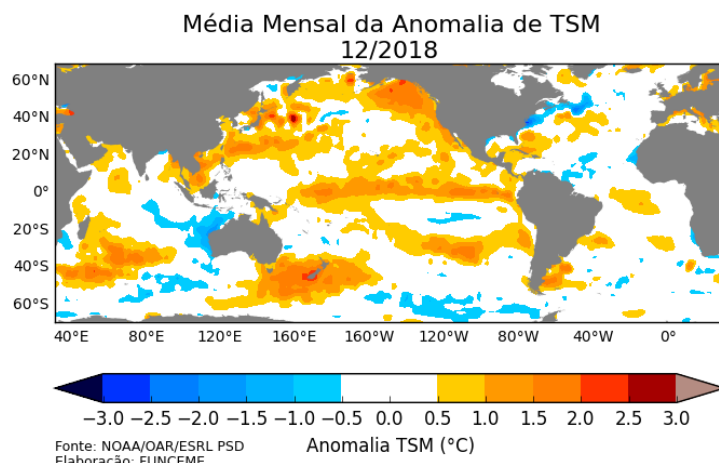 Média Mensal da Anomalia de TSM
12/2018
60°N
40°N
20°N
0°
20°S
40°S
60°S
40°E 80°E 120°E 160°E 160°W 120°W 80°W 40°W 0°
−3.0 −2.5 −2.0 −1.5 −1.0 −0.5 0.0 0.5 1.0 1.5 2.0 2.5 3.0
Anomalia TSM (°C)
Fonte: NOAA/OAR/ESRL PSD
Elaboração: FUNCEME